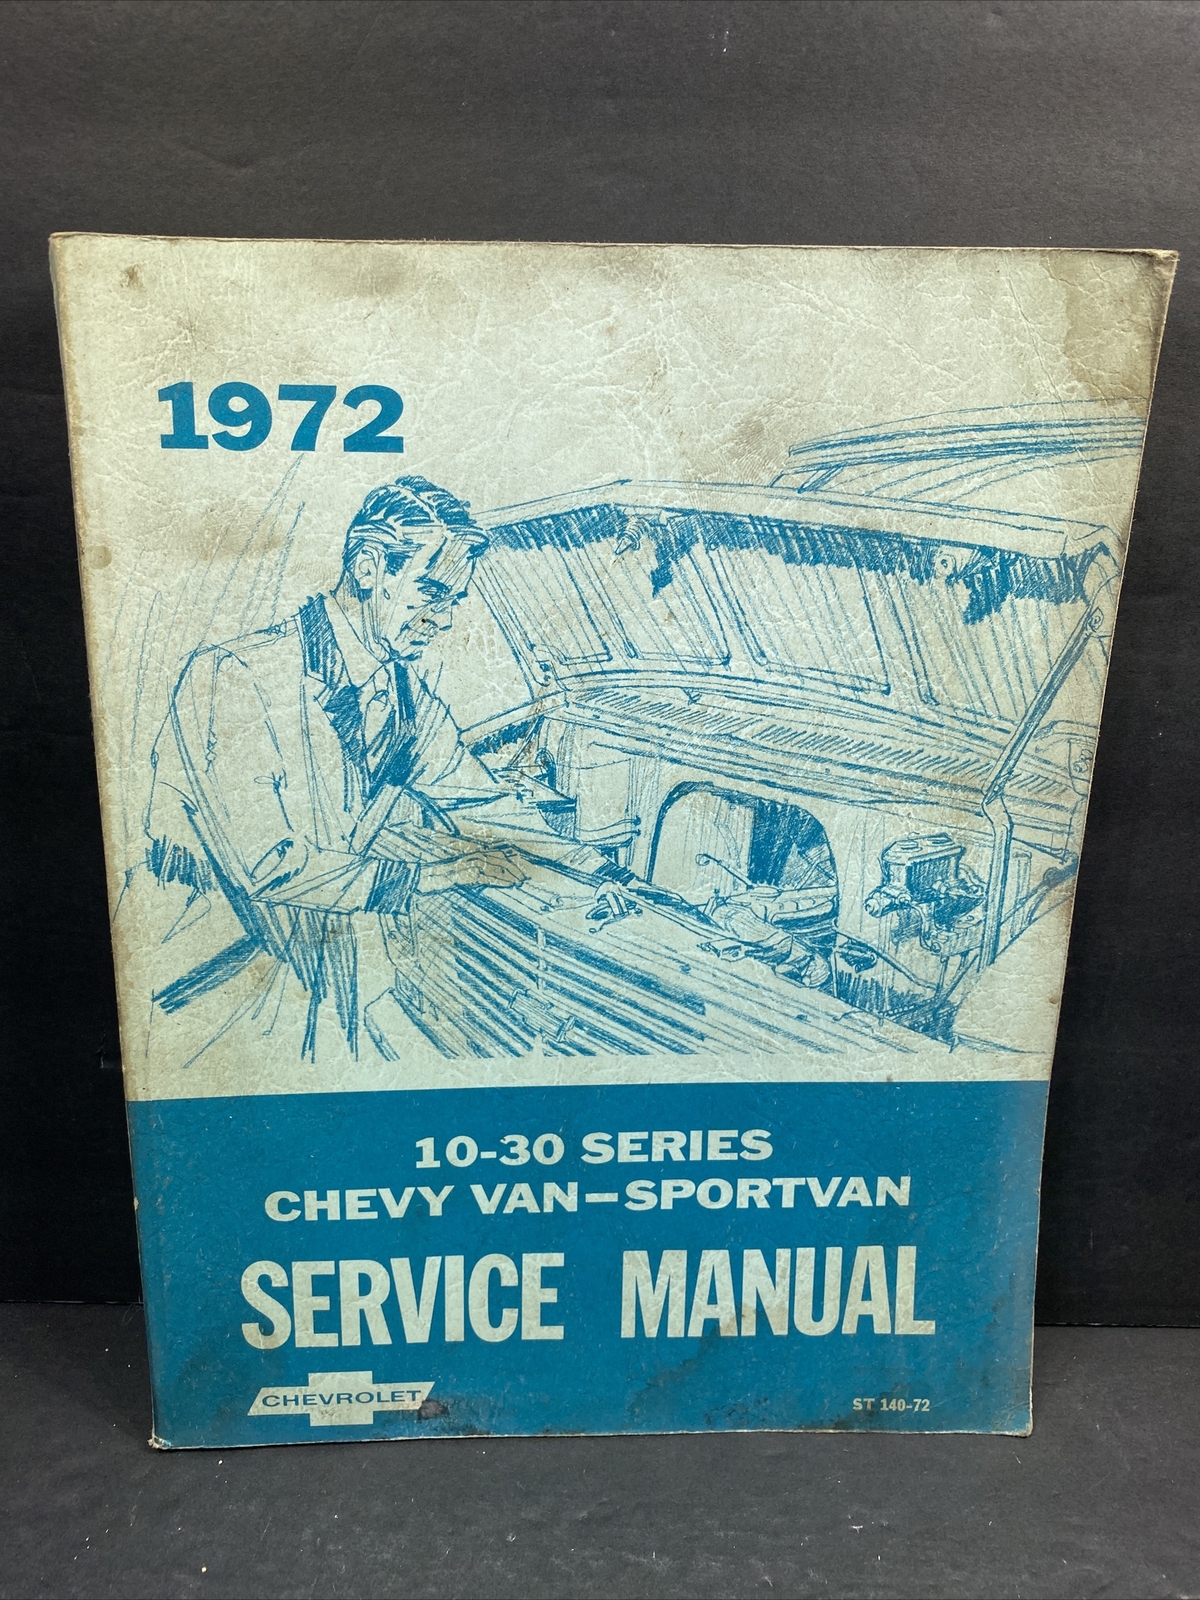 1972
10-30 SERIES
CHEVY VAN—SPORTVAN
SERVICE MANUAL
CHEVROLET
ST 140-72